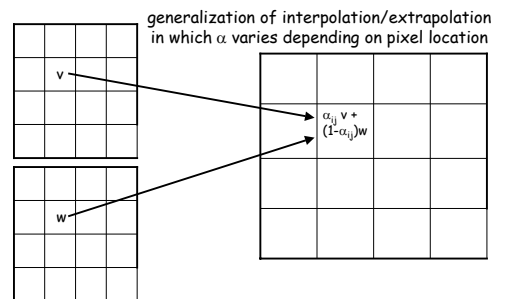 generalization of interpolation/extrapolation
in which α varies depending on pixel location
v
αij v +
(1-αij)w
w